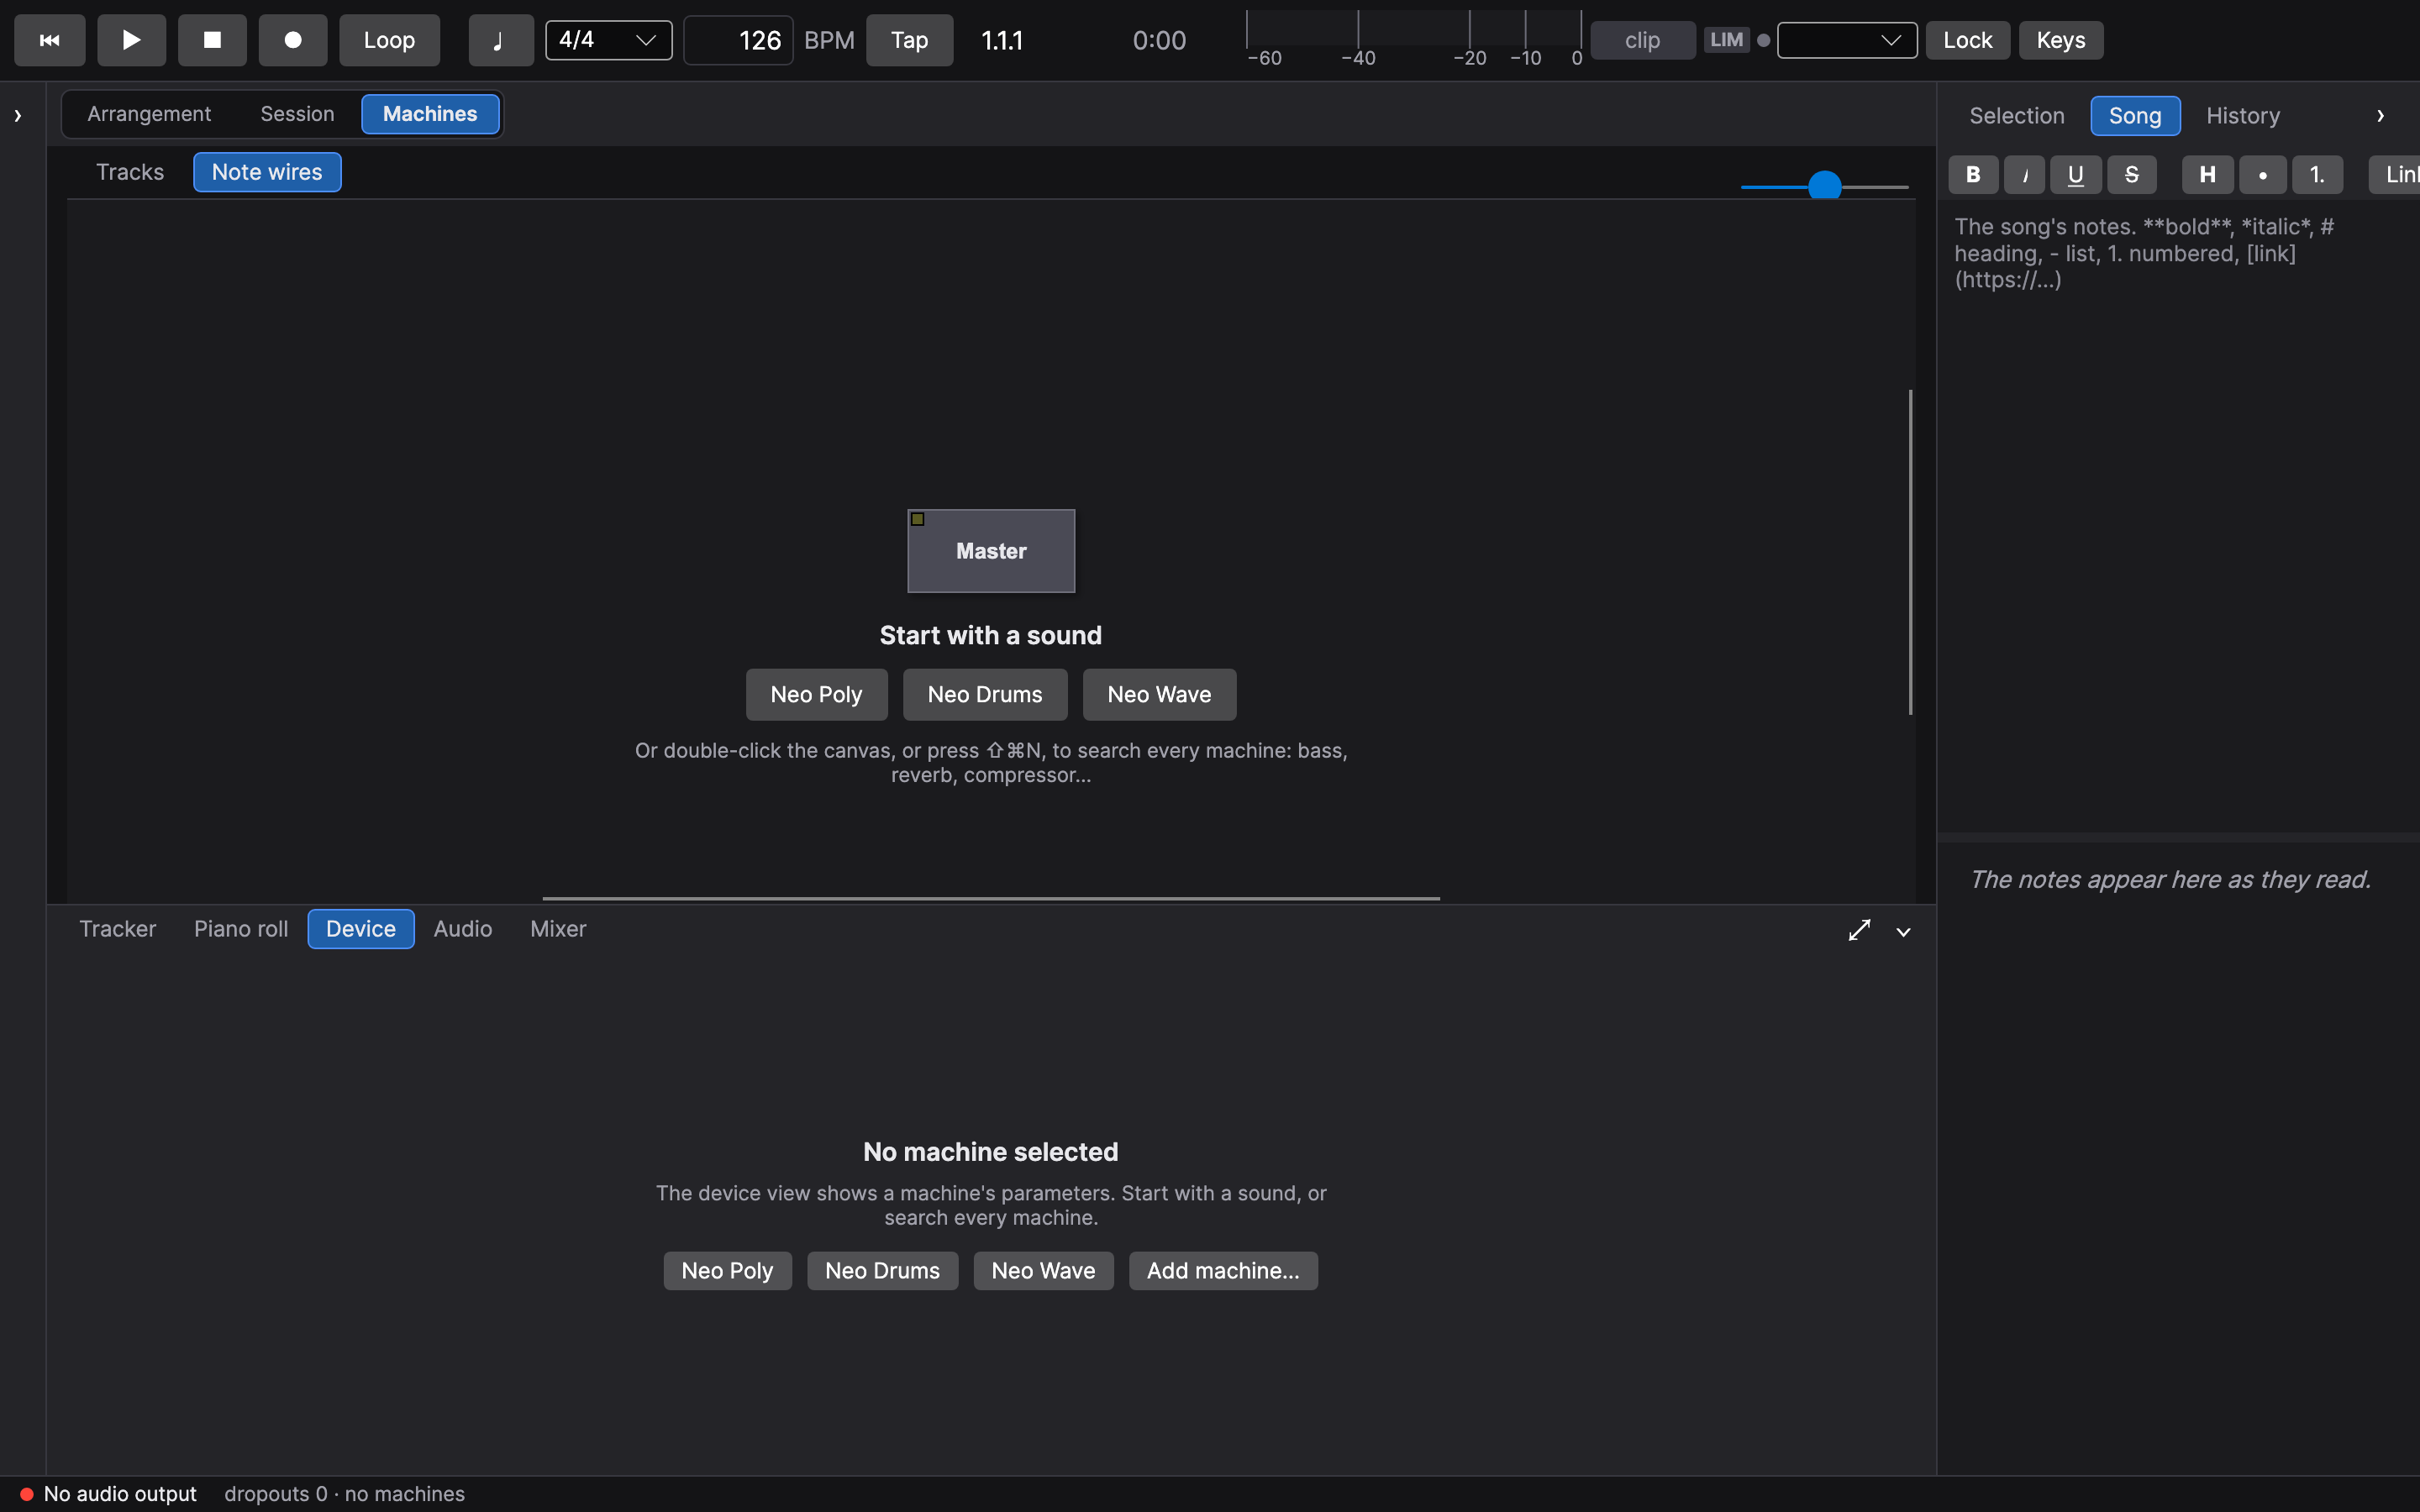 Loop
4/4
126 BPM
Tap
1.1.1
0:00
−60 −40 −20 −10 0
clip
LIM
Lock
Keys
Arrangement Session Machines
Tracks Note wires
Master
Start with a sound
Neo Poly Neo Drums Neo Wave
Or double-click the canvas, or press ⇧⌘N, to search every machine: bass,
reverb, compressor...
Tracker Piano roll Device Audio Mixer
No machine selected
The device view shows a machine's parameters. Start with a sound, or
search every machine.
Neo Poly Neo Drums Neo Wave Add machine...
Selection Song History
B I U S H • 1.
The song's notes. **bold**, *italic*, #
heading, - list, 1. numbered, [link]
(https://...)
The notes appear here as they read.
No audio output dropouts 0 · no machines